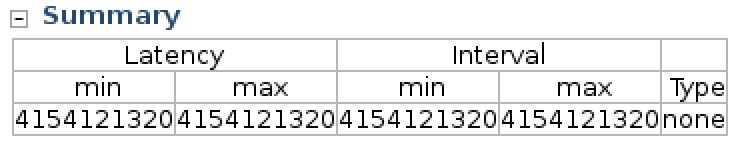 Summary
Latency Interval
min max min max Type
4154121320 4154121320 4154121320 4154121320 none